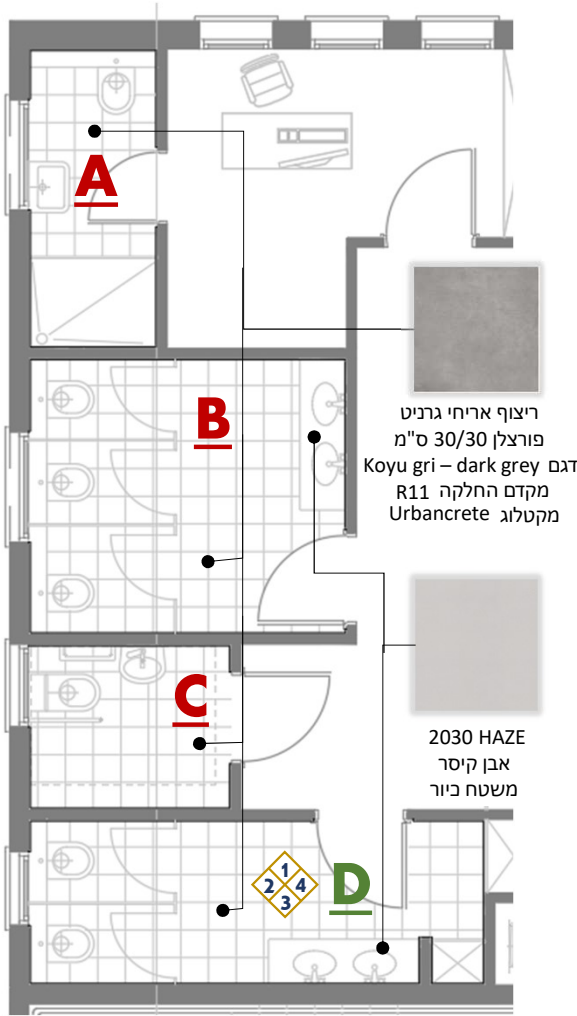 A
B
ריצוף אריחי גרניט
פורצלן 30/30 ס"מ
דגם Koyu gri – dark grey
מקדם החלקה R11
מקטלוג Urbancrete
C
2030 HAZE
אבן קיסר
משטח כיור
1
2 4
3
D